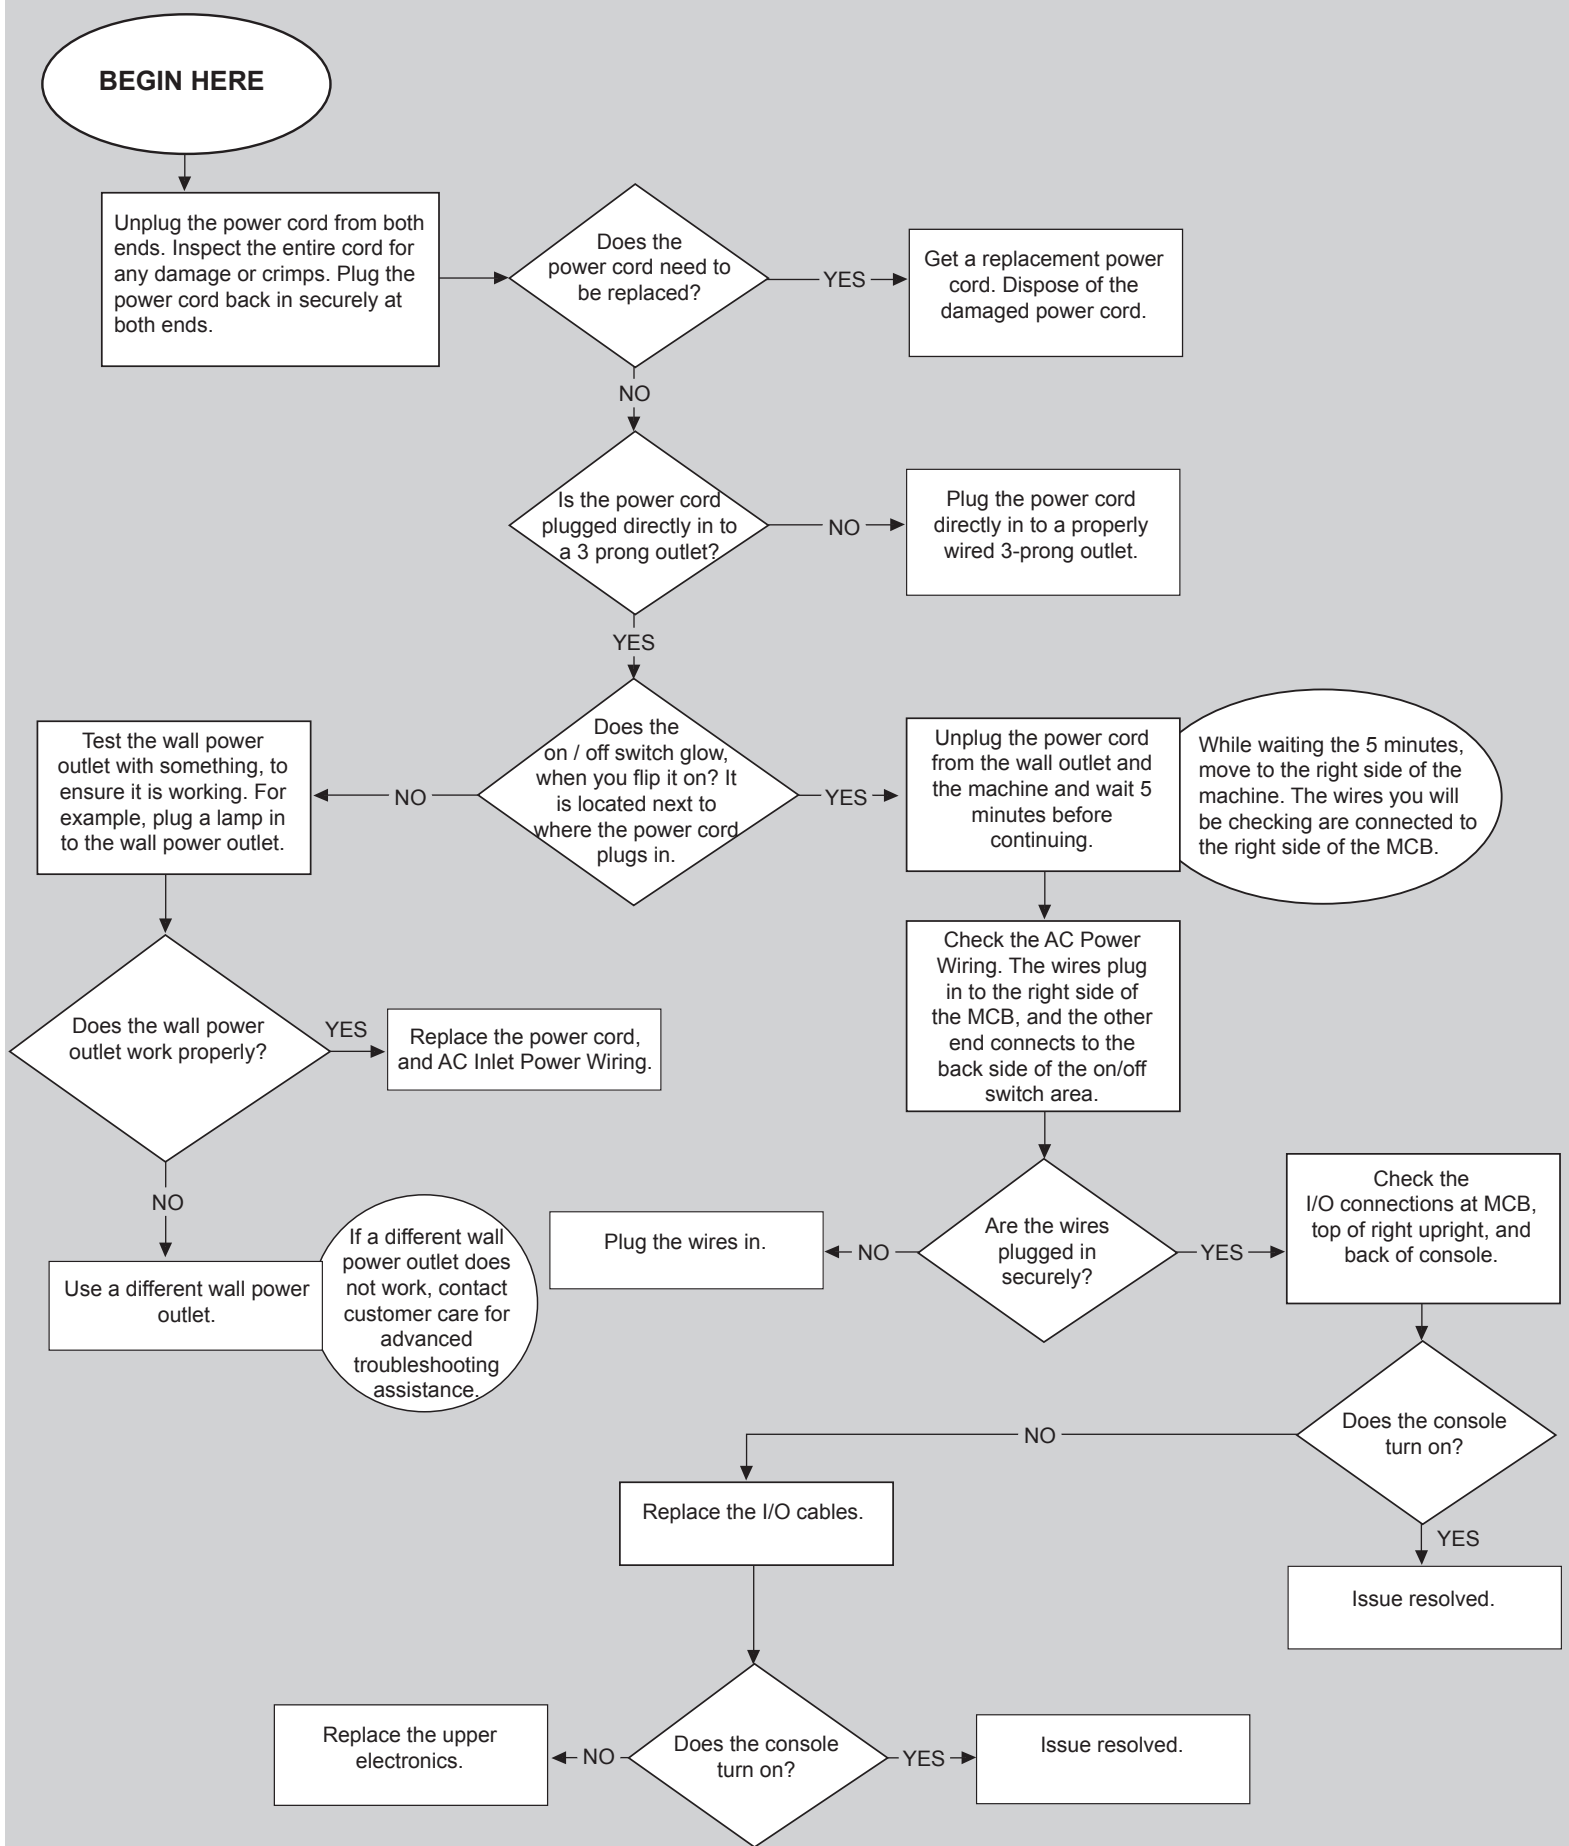 BEGIN HERE
Unplug the power cord from both
ends. Inspect the entire cord for
any damage or crimps. Plug the
power cord back in securely at
both ends.
Does the
power cord need to
be replaced?
YES
Get a replacement power
cord. Dispose of the
damaged power cord.
NO
Is the power cord
plugged directly in to
a 3 prong outlet?
NO
Plug the power cord
directly in to a properly
wired 3-prong outlet.
YES
Does the
on / off switch glow,
when you flip it on? It
is located next to
where the power cord
plugs in.
NO
Test the wall power
outlet with something, to
ensure it is working. For
example, plug a lamp in
to the wall power outlet.
YES
Unplug the power cord
from the wall outlet and
the machine and wait 5
minutes before
continuing.
While waiting the 5 minutes,
move to the right side of the
machine. The wires you will
be checking are connected to
the right side of the MCB.
Does the wall power
outlet work properly?
YES
Replace the power cord,
and AC Inlet Power Wiring.
NO
Use a different wall power
outlet.
If a different wall
power outlet does
not work, contact
customer care for
advanced
troubleshooting
assistance.
Check the AC Power
Wiring. The wires plug
in to the right side of
the MCB, and the other
end connects to the
back side of the on/off
switch area.
Are the wires
plugged in
securely?
NO
Plug the wires in.
YES
Check the
I/O connections at MCB,
top of right upright, and
back of console.
Does the console
turn on?
NO
YES
Issue resolved.
Replace the I/O cables.
Does the console
turn on?
NO
Replace the upper
electronics.
YES
Issue resolved.